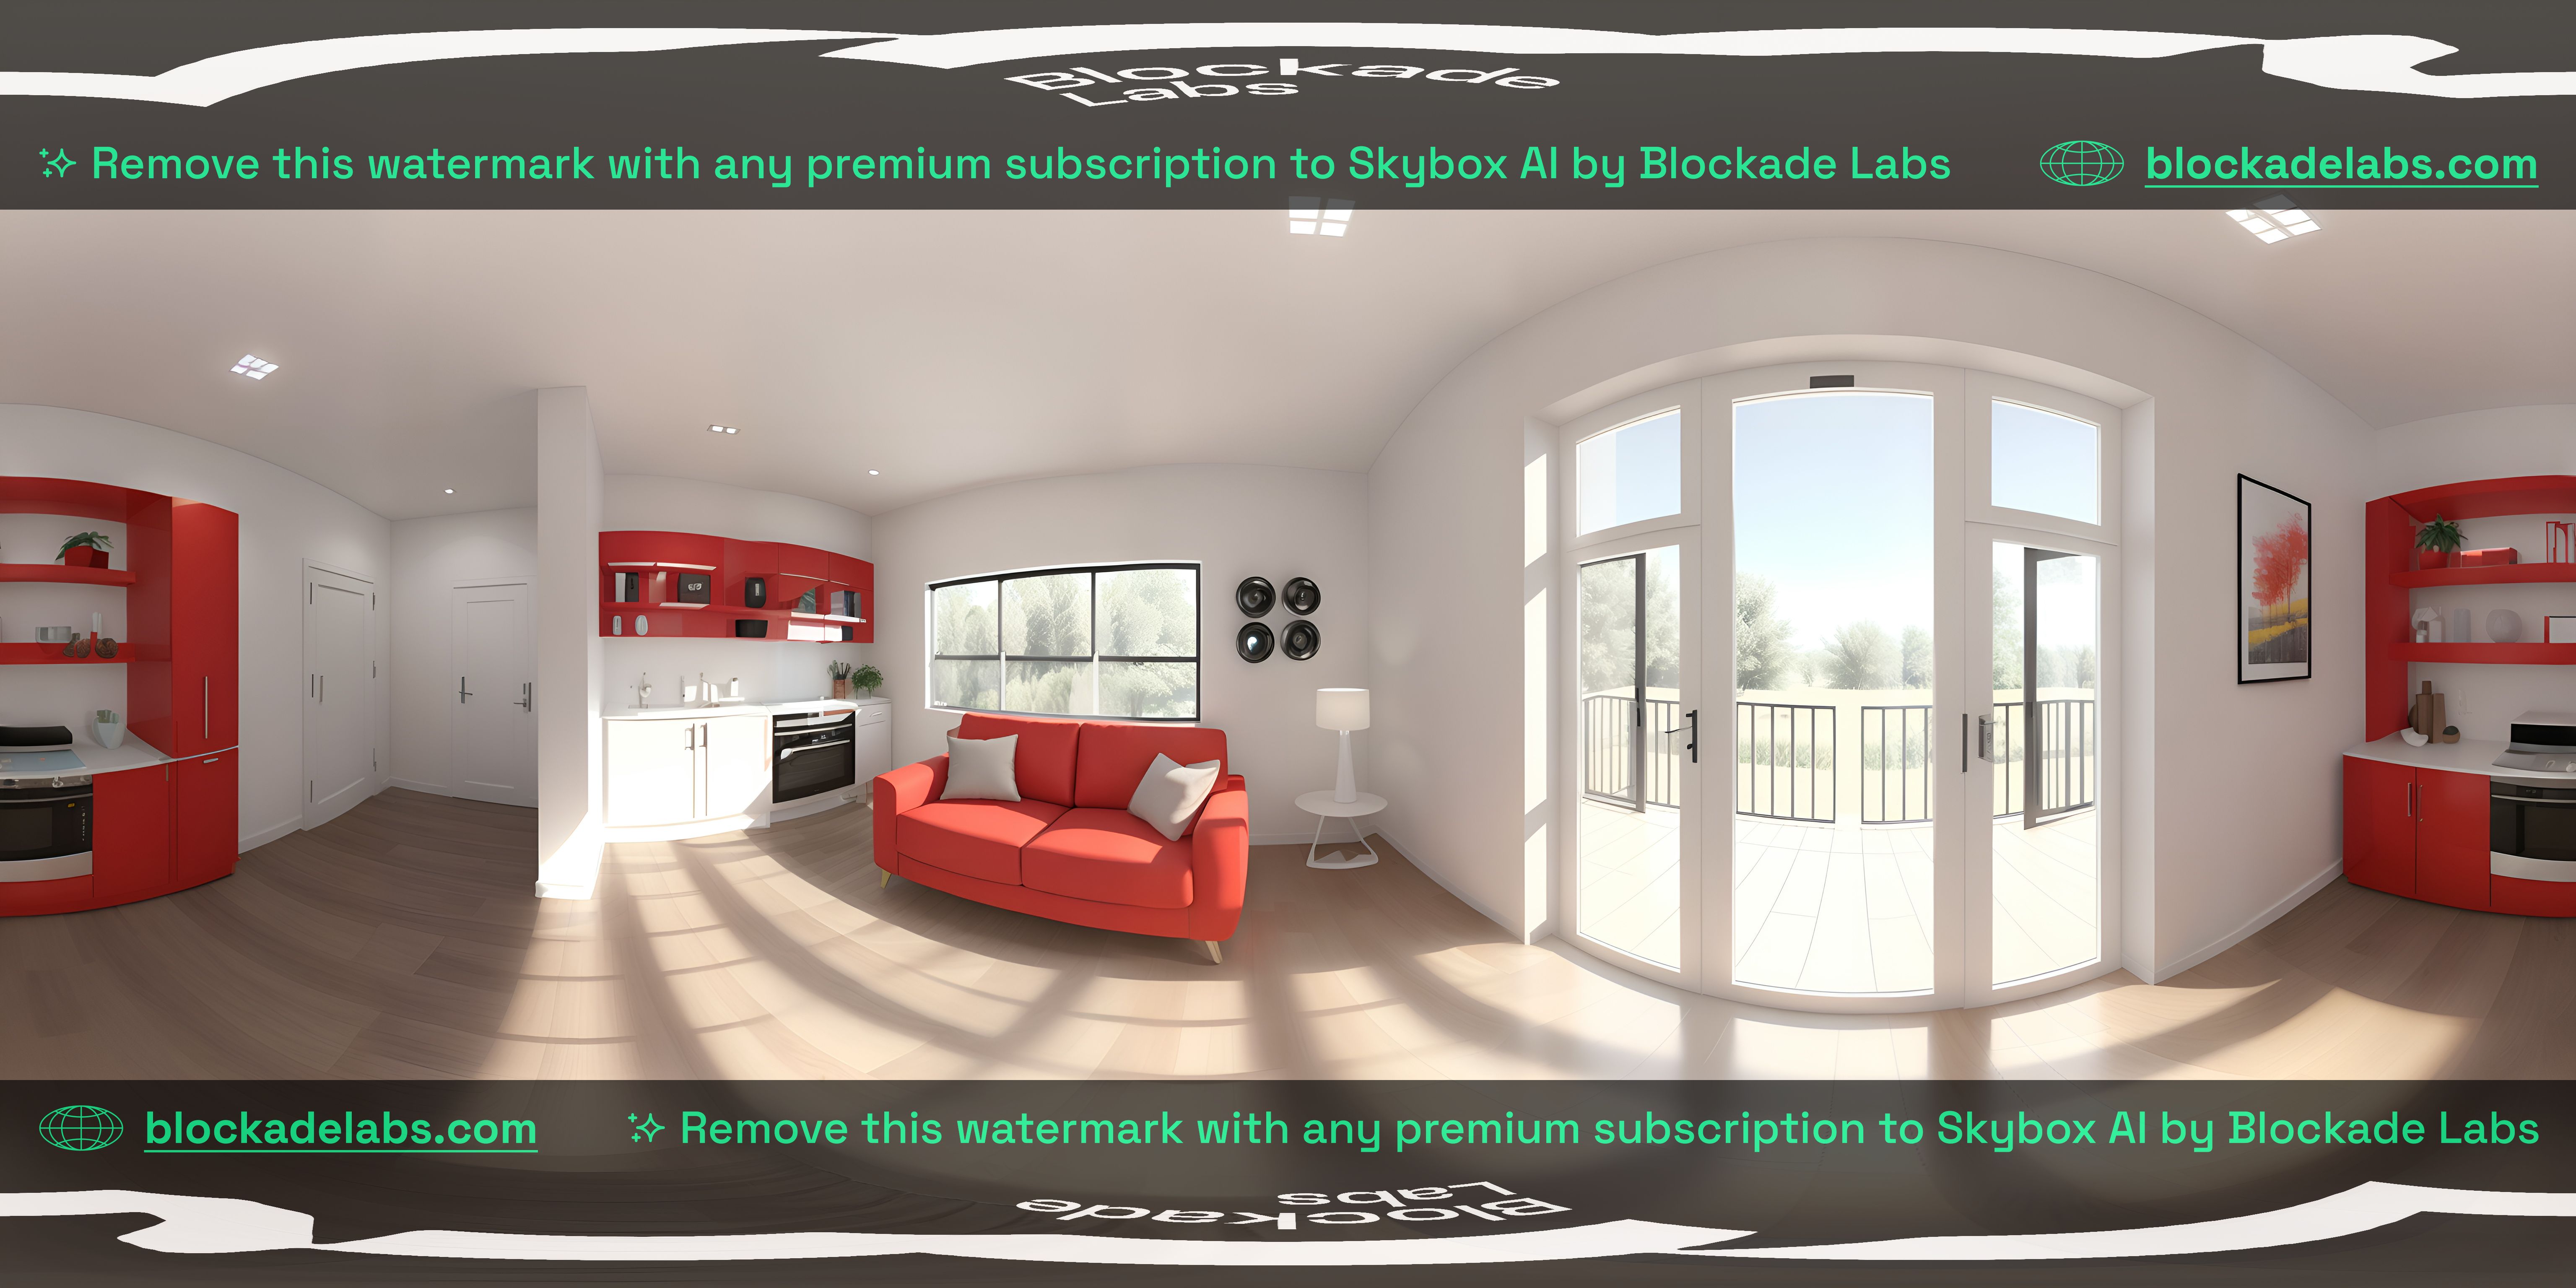 Blockade
Labs
Remove this watermark with any premium subscription to Skybox AI by Blockade Labs
blockadelabs.com
blockadelabs.com
Remove this watermark with any premium subscription to Skybox AI by Blockade Labs
Labs
Blockade